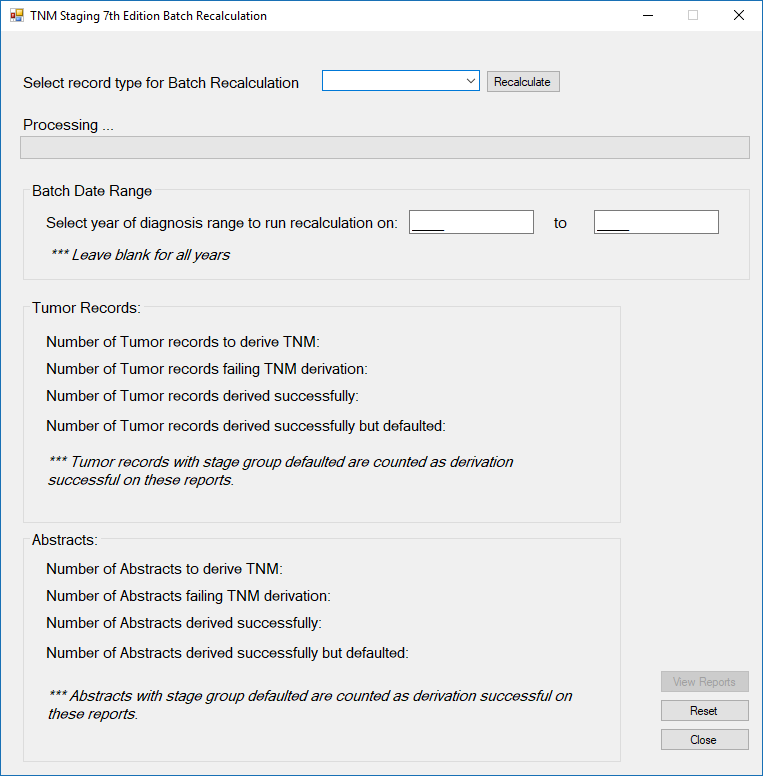 TNM Staging 7th Edition Batch Recalculation
Select record type for Batch Recalculation
Recalculate
Processing ...
Batch Date Range
Select year of diagnosis range to run recalculation on: ____ to ____
*** Leave blank for all years
Tumor Records:
Number of Tumor records to derive TNM:
Number of Tumor records failing TNM derivation:
Number of Tumor records derived successfully:
Number of Tumor records derived successfully but defaulted:
*** Tumor records with stage group defaulted are counted as derivation
successful on these reports.
Abstracts:
Number of Abstracts to derive TNM:
Number of Abstracts failing TNM derivation:
Number of Abstracts derived successfully:
Number of Abstracts derived successfully but defaulted:
*** Abstracts with stage group defaulted are counted as derivation successful on
these reports.
View Reports
Reset
Close